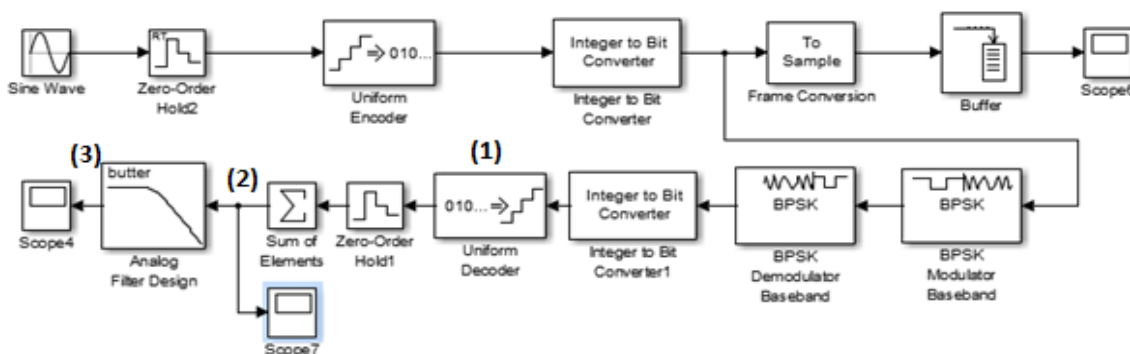 Sine Wave
RT
Zero-Order
Hold2
010...
Uniform
Encoder
Integer to Bit
Converter
Integer to Bit
Converter
To
Sample
Frame Conversion
Buffer
Scope6
(3)
(2)
(1)
Scope4
butter
Analog
Filter Design
Sum of
Elements
Scope7
Zero-Order
Hold1
010...
Uniform
Decoder
Integer to Bit
Converter
Integer to Bit
Converter1
BPSK
BPSK
Demodulator
Baseband
BPSK
BPSK
Modulator
Baseband